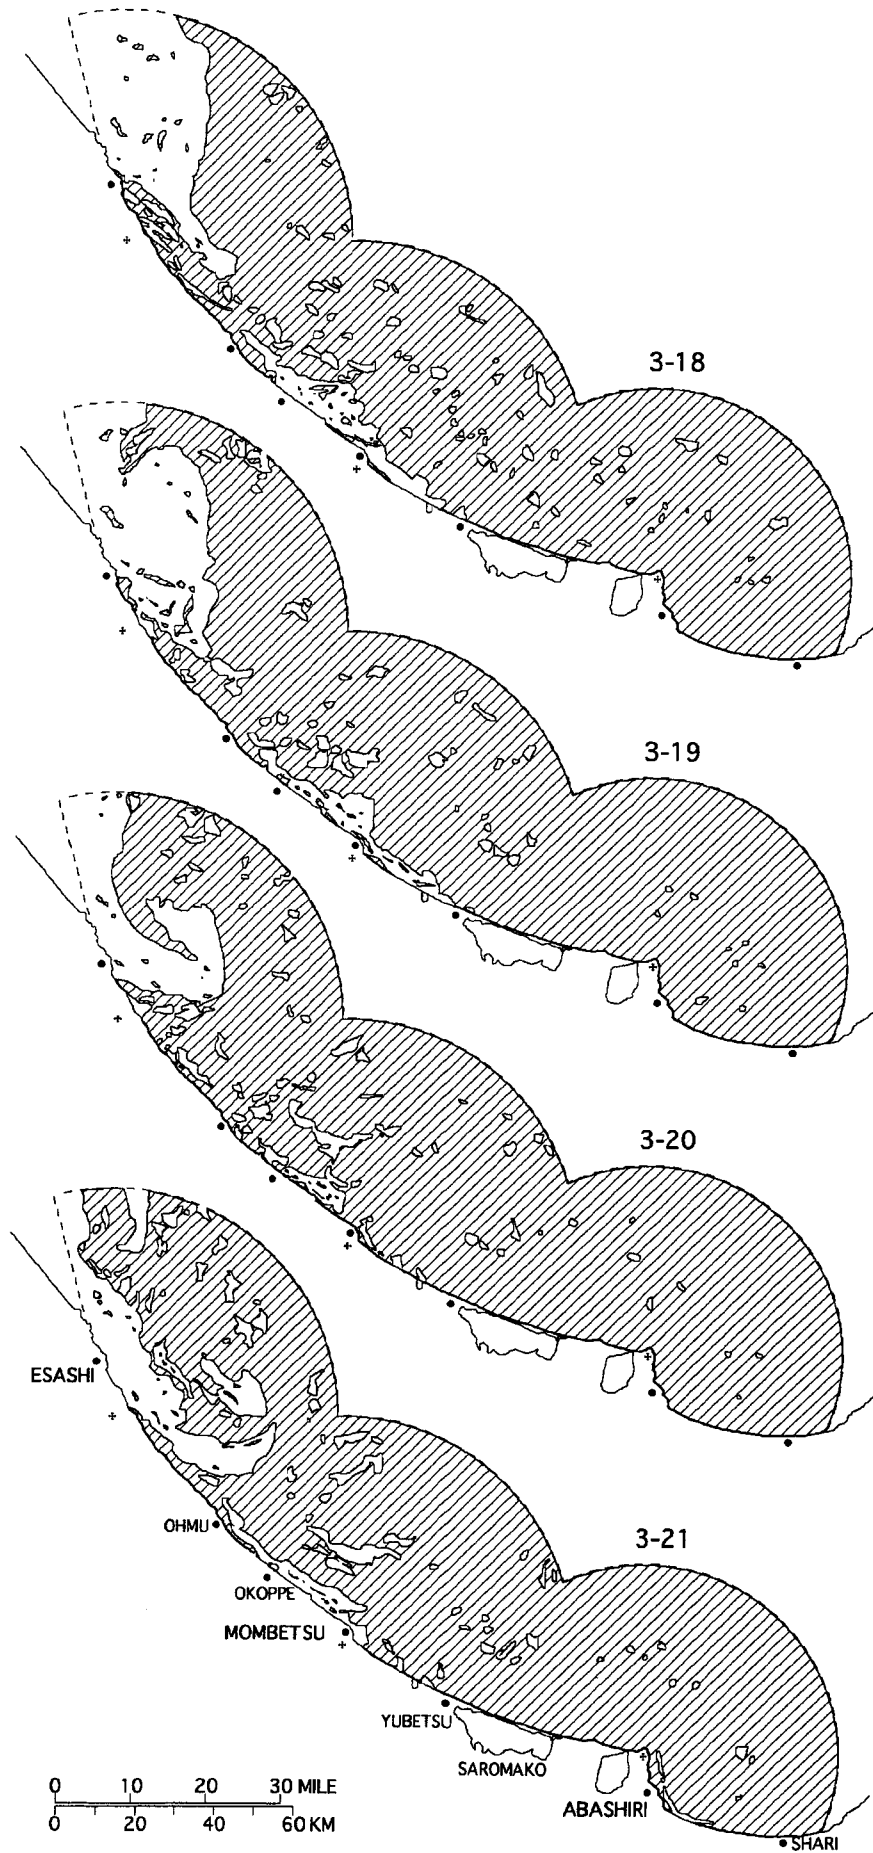 3-18
3-19
3-20
3-21
ESASHI
OHMU
OKOPPE
MOMBETSU
YUBETSU
SAROMAKO
ABASHIRI
SHARI
0 10 20 30 MILE
0 20 40 60 KM